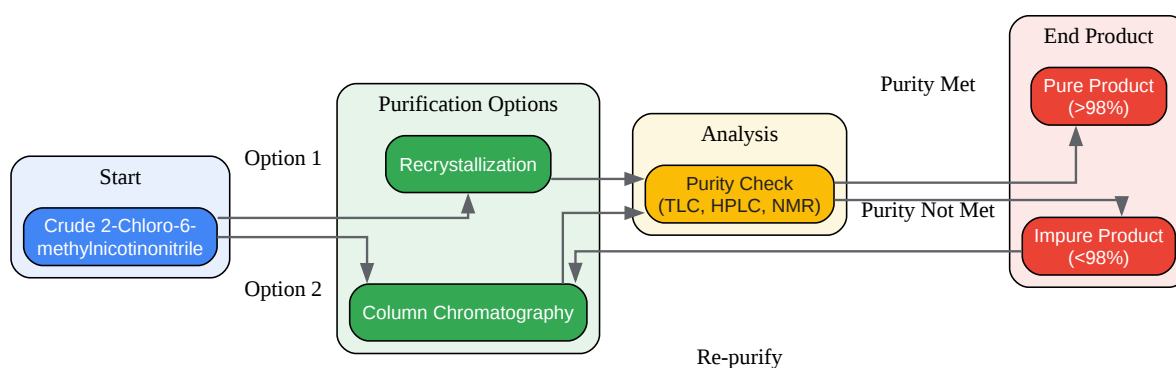 Start
Crude 2-Chloro-6-
methylnicotinonitrile
Option 1
Option 2
Purification Options
Recrystallization
Column Chromatography
Analysis
Purity Check
(TLC, HPLC, NMR)
Purity Met
Purity Not Met
Re-purify
End Product
Pure Product
(>98%)
Impure Product
(<98%)